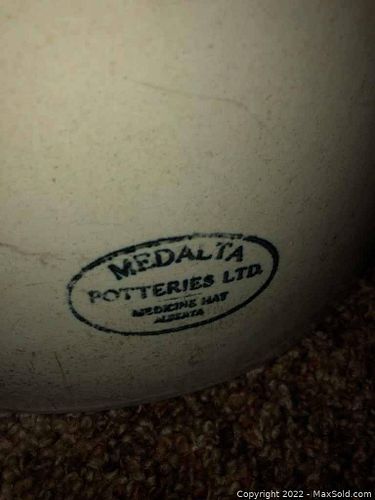 MEDALTA
POTTERIES LTD.
MEDICINE HAT
ALBERTA
Copyright © 2022 - MaxSold.com